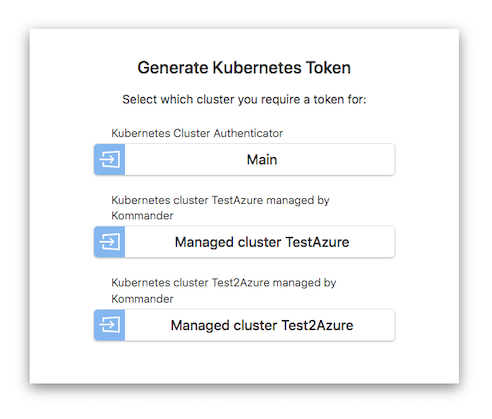 Generate Kubernetes Token
Select which cluster you require a token for:
Kubernetes Cluster Authenticator
Main
Kubernetes cluster TestAzure managed by
Kommander
Managed cluster TestAzure
Kubernetes cluster Test2Azure managed by
Kommander
Managed cluster Test2Azure